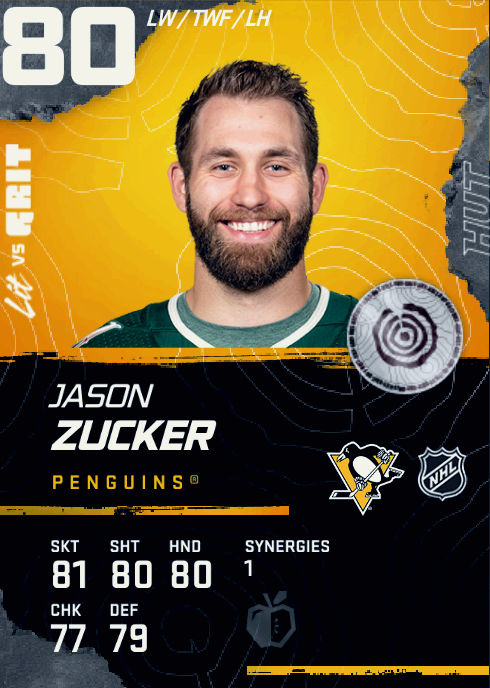 80
LW / TWF / LH
Lit vs GRIT
HUT
JASON
ZUCKER
PENGUINS®
NHL
SKT SHT HND SYNERGIES
81 80 80 1
CHK DEF
77 79